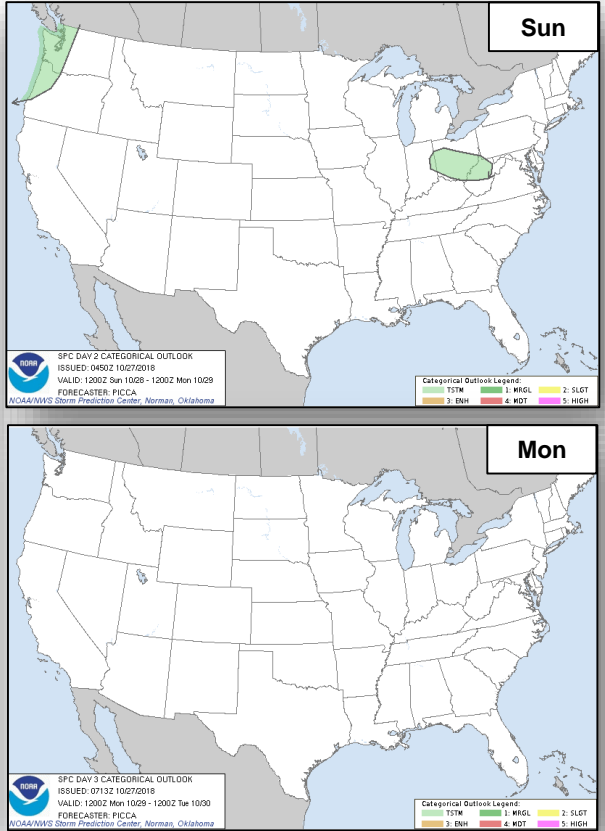 Sun
SPC DAY 2 CATEGORICAL OUTLOOK
ISSUED: 0450Z 10/27/2018
VALID: 1200Z Sun 10/28 - 1200Z Mon 10/29
FORECASTER: PICCA
NOAA/NWS Storm Prediction Center, Norman, Oklahoma
NOAA
Categorical Outlook Legend:
TSTM 1: MRGL 2: SLGT
3: ENH 4: MDT 5: HIGH
Mon
SPC DAY 3 CATEGORICAL OUTLOOK
ISSUED: 0713Z 10/27/2018
VALID: 1200Z Mon 10/29 - 1200Z Tue 10/30
FORECASTER: PICCA
NOAA/NWS Storm Prediction Center, Norman, Oklahoma
NOAA
Categorical Outlook Legend:
TSTM 1: MRGL 2: SLGT
3: ENH 4: MDT 5: HIGH